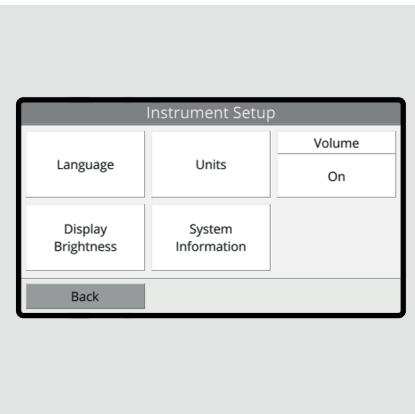 Instrument Setup
Language
Units
Volume
On
Display
Brightness
System
Information
Back